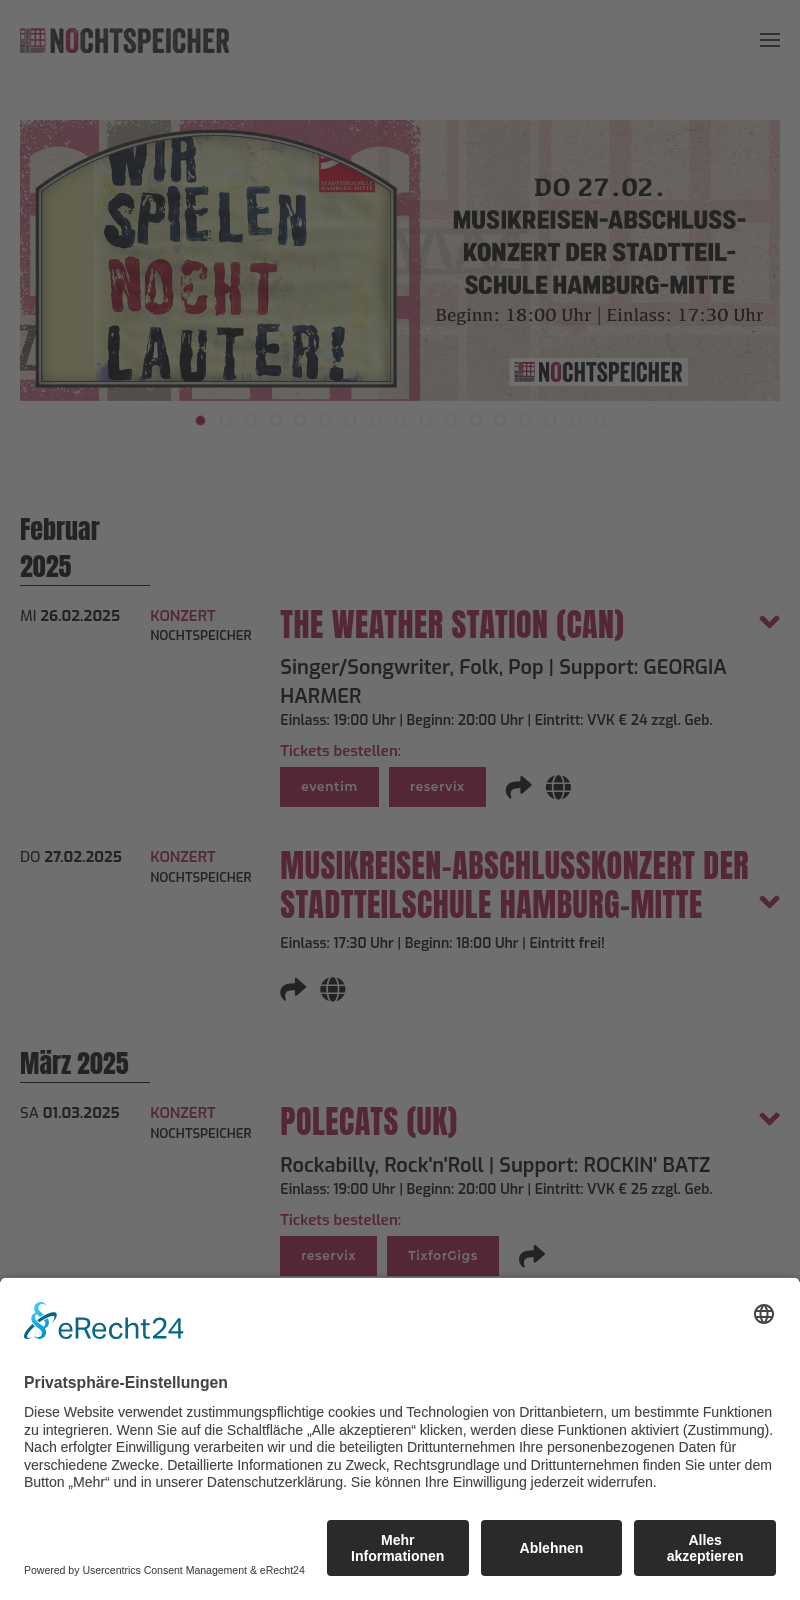 NOCHTSPEICHER
WIR
SPIELEN
NOCHT
LAUTER!
STADTTEILSCHULE
HAMBURG-MITTE
DO 27.02.
MUSIKREISEN-ABSCHLUSS-
KONZERT DER STADTTEIL-
SCHULE HAMBURG-MITTE
Beginn: 18:00 Uhr | Einlass: 17:30 Uhr
NOCHTSPEICHER
Februar
2025
MI 26.02.2025
KONZERT
NOCHTSPEICHER
THE WEATHER STATION (CAN)
Singer/Songwriter, Folk, Pop | Support: GEORGIA
HARMER
Einlass: 19:00 Uhr | Beginn: 20:00 Uhr | Eintritt: VVK € 24 zzgl. Geb.
Tickets bestellen:
eventim reservix
DO 27.02.2025
KONZERT
NOCHTSPEICHER
MUSIKREISEN-ABSCHLUSSKONZERT DER
STADTTEILSCHULE HAMBURG-MITTE
Einlass: 17:30 Uhr | Beginn: 18:00 Uhr | Eintritt frei!
März 2025
SA 01.03.2025
KONZERT
NOCHTSPEICHER
POLECATS (UK)
Rockabilly, Rock'n'Roll | Support: ROCKIN' BATZ
Einlass: 19:00 Uhr | Beginn: 20:00 Uhr | Eintritt: VVK € 25 zzgl. Geb.
Tickets bestellen:
reservix TixforGigs
eRecht24
Privatsphäre-Einstellungen
Diese Website verwendet zustimmungspflichtige cookies und Technologien von Drittanbietern, um bestimmte Funktionen
zu integrieren. Wenn Sie auf die Schaltfläche „Alle akzeptieren“ klicken, werden diese Funktionen aktiviert (Zustimmung).
Nach erfolgter Einwilligung verarbeiten wir und die beteiligten Drittunternehmen Ihre personenbezogenen Daten für
verschiedene Zwecke. Detaillierte Informationen zu Zweck, Rechtsgrundlage und Drittunternehmen finden Sie unter dem
Button „Mehr“ und in unserer Datenschutzerklärung. Sie können Ihre Einwilligung jederzeit widerrufen.
Mehr
Informationen
Ablehnen
Alles
akzeptieren
Powered by Usercentrics Consent Management & eRecht24